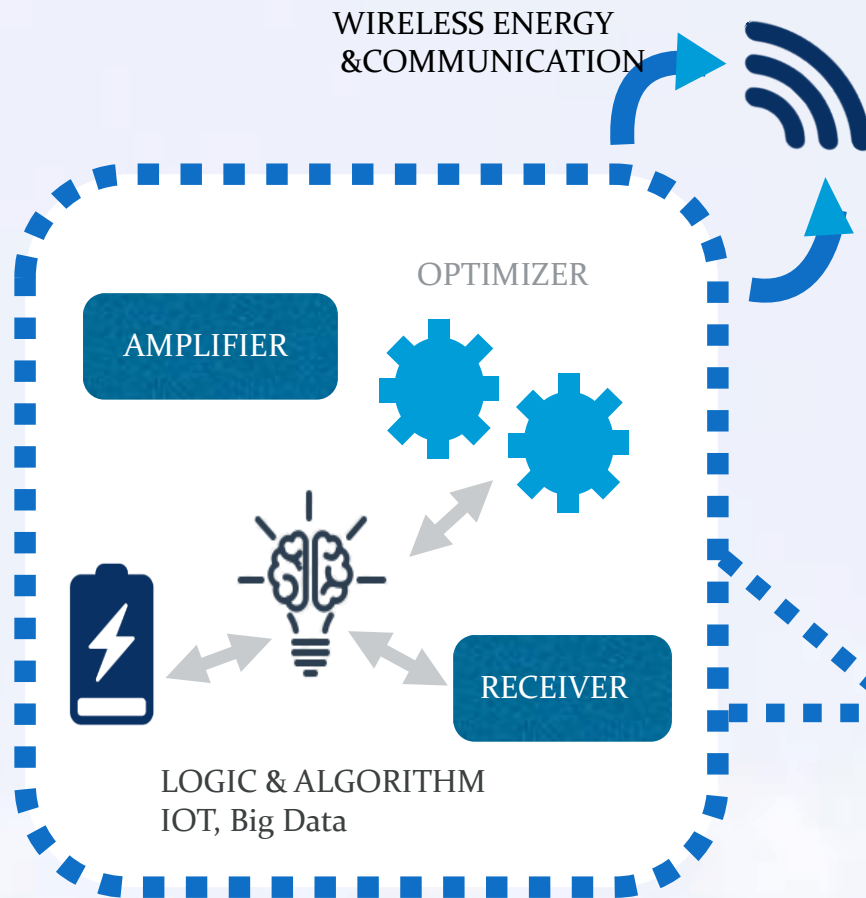 WIRELESS ENERGY
&COMMUNICATION
OPTIMIZER
AMPLIFIER
RECEIVER
LOGIC & ALGORITHM
IOT, Big Data